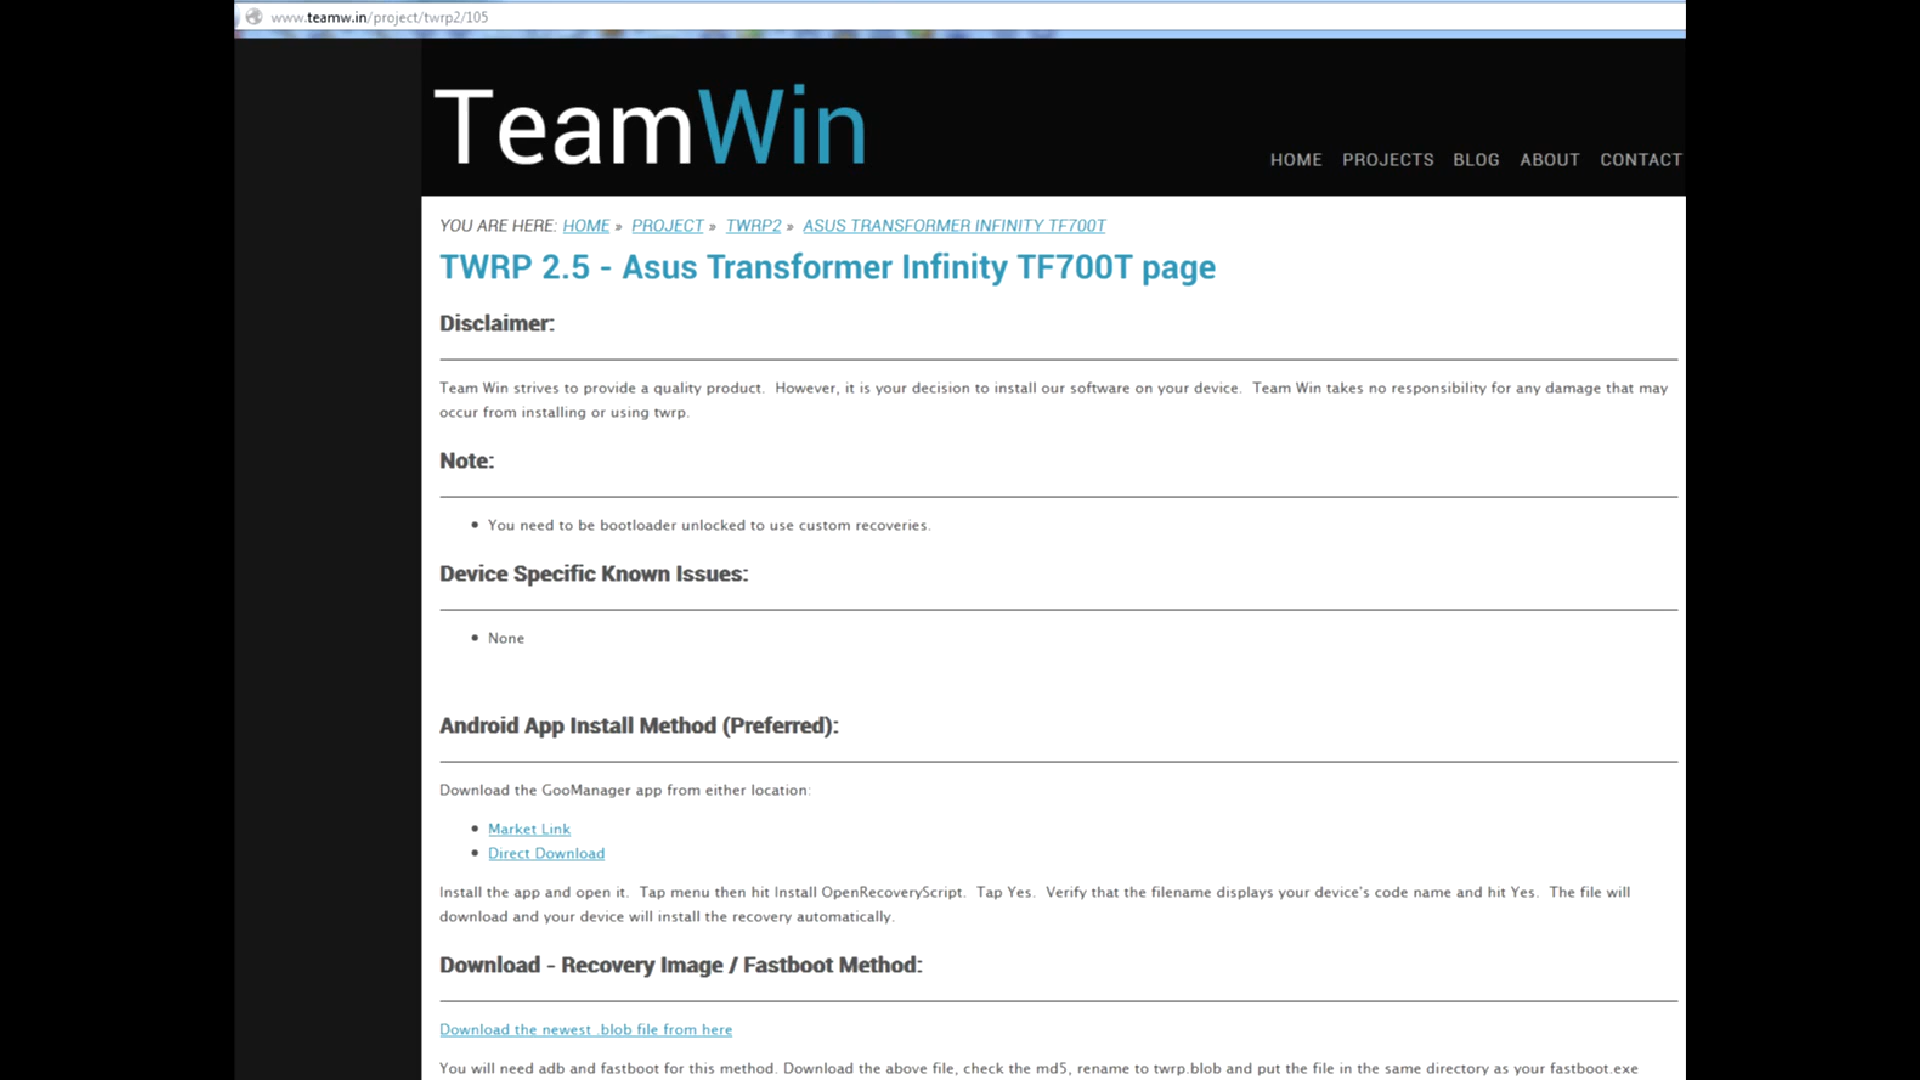 www.teamw.in/project/twrp2/105
TeamWin
HOME PROJECTS BLOG ABOUT CONTACT
YOU ARE HERE: HOME » PROJECT » TWRP2 » ASUS TRANSFORMER INFINITY TF700T
TWRP 2.5 - Asus Transformer Infinity TF700T page
Disclaimer:
Team Win strives to provide a quality product. However, it is your decision to install our software on your device. Team Win takes no responsibility for any damage that may
occur from installing or using twrp.
Note:
• You need to be bootloader unlocked to use custom recoveries.
Device Specific Known Issues:
• None
Android App Install Method (Preferred):
Download the GooManager app from either location:
• Market Link
• Direct Download
Install the app and open it. Tap menu then hit Install OpenRecoveryScript. Tap Yes. Verify that the filename displays your device's code name and hit Yes. The file will
download and your device will install the recovery automatically.
Download - Recovery Image / Fastboot Method:
Download the newest .blob file from here
You will need adb and fastboot for this method. Download the above file, check the md5, rename to twrp.blob and put the file in the same directory as your fastboot.exe